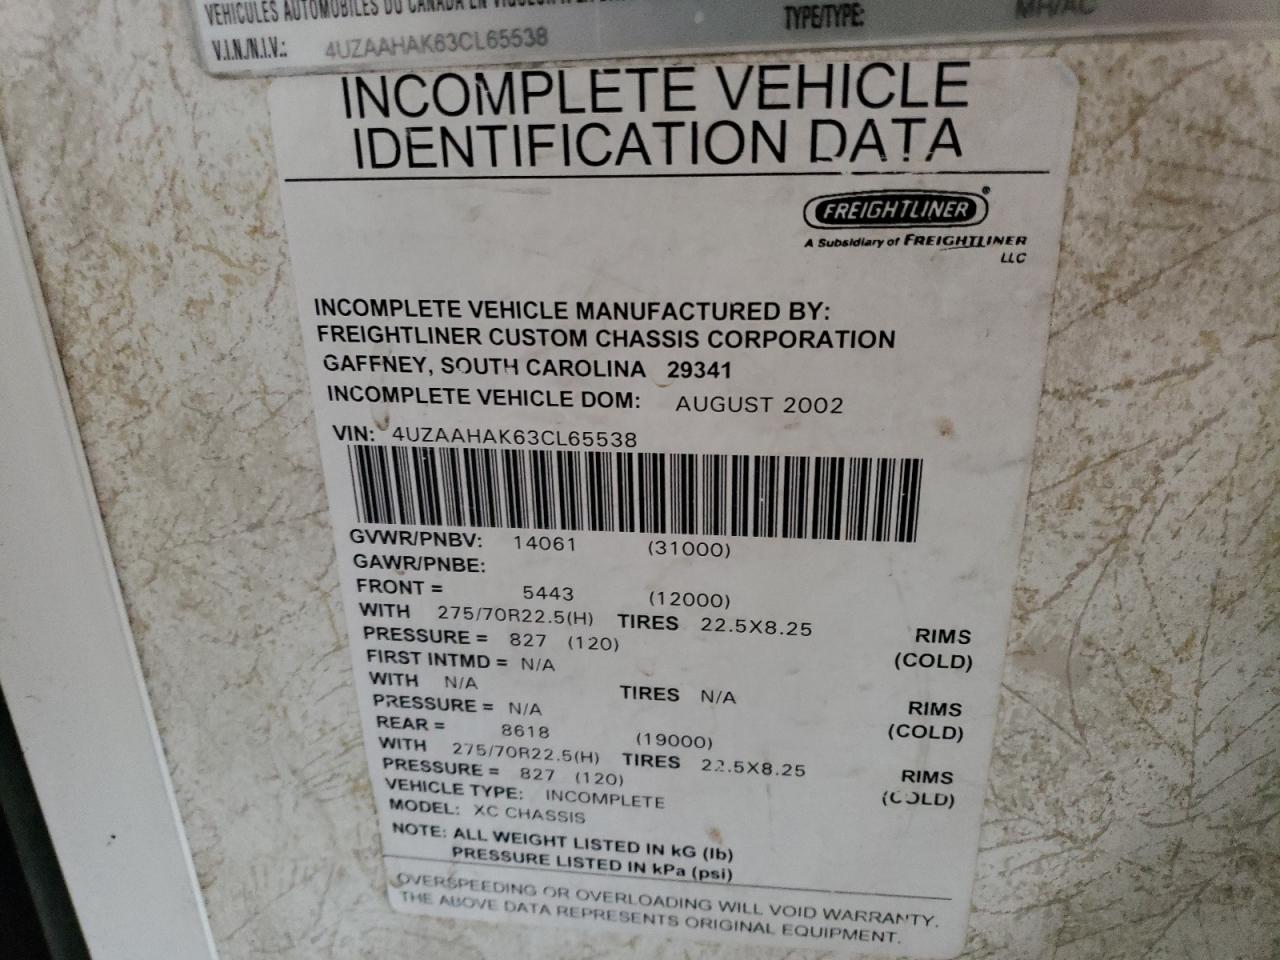 VEHICULES AUTOMOBILES DU CANADA EN
TYPE/TYPE: MH/AC
V.I.N./N.I.V.: 4UZAAHAK63CL65538
INCOMPLETE VEHICLE
IDENTIFICATION DATA
FREIGHTLINER ®
A Subsidiary of FREIGHTLINER
LLC
INCOMPLETE VEHICLE MANUFACTURED BY:
FREIGHTLINER CUSTOM CHASSIS CORPORATION
GAFFNEY, SOUTH CAROLINA 29341
INCOMPLETE VEHICLE DOM: AUGUST 2002
VIN: 4UZAAHAK63CL65538
GVWR/PNBV: 14061 (31000)
GAWR/PNBE:
FRONT = 5443 (12000)
WITH 275/70R22.5(H) TIRES 22.5X8.25 RIMS
PRESSURE = 827 (120) (COLD)
FIRST INTMD = N/A
WITH N/A TIRES N/A RIMS
PRESSURE = N/A (COLD)
REAR = 8618 (19000)
WITH 275/70R22.5(H) TIRES 22.5X8.25 RIMS
PRESSURE = 827 (120) (COLD)
VEHICLE TYPE: INCOMPLETE
MODEL: XC CHASSIS
NOTE: ALL WEIGHT LISTED IN kG (lb)
PRESSURE LISTED IN kPa (psi)
OVERSPEEDING OR OVERLOADING WILL VOID WARRANTY.
THE ABOVE DATA REPRESENTS ORIGINAL EQUIPMENT.